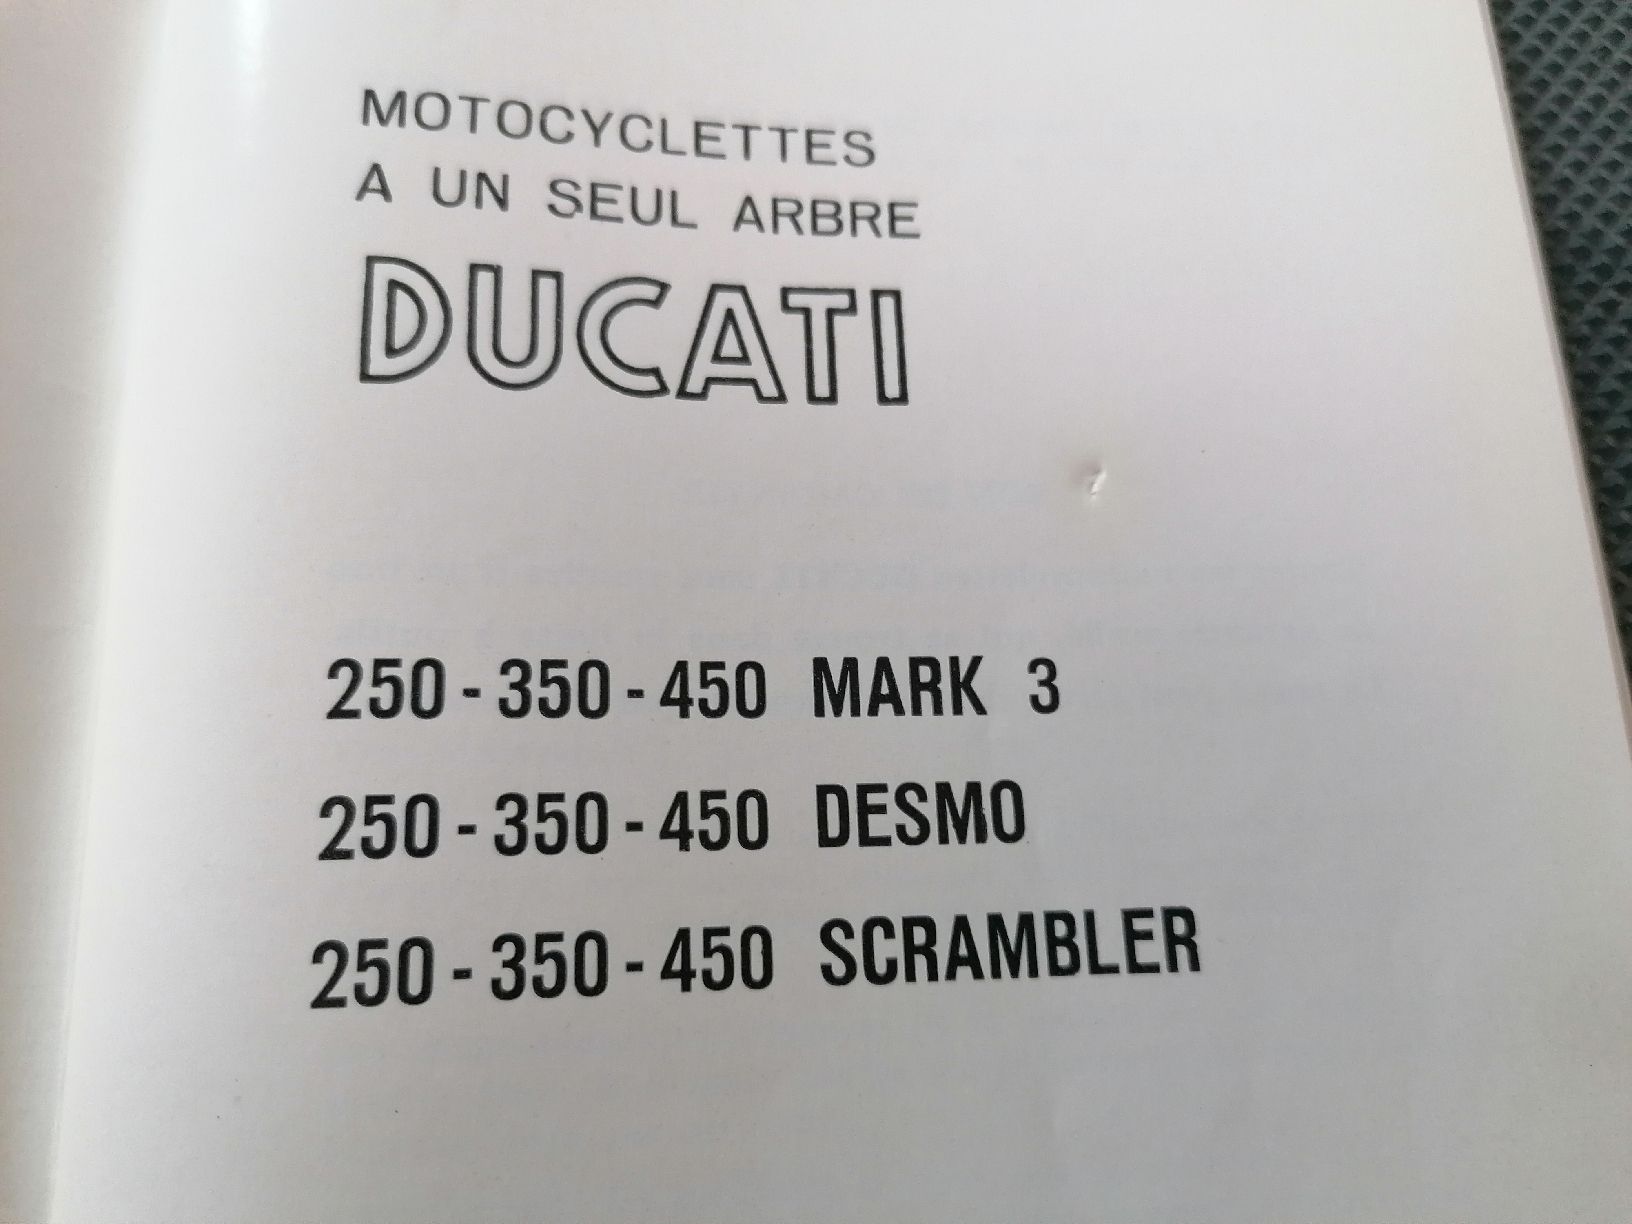 MOTOCYCLETTES
A UN SEUL ARBRE
DUCATI
250 - 350 - 450 MARK 3
250 - 350 - 450 DESMO
250 - 350 - 450 SCRAMBLER